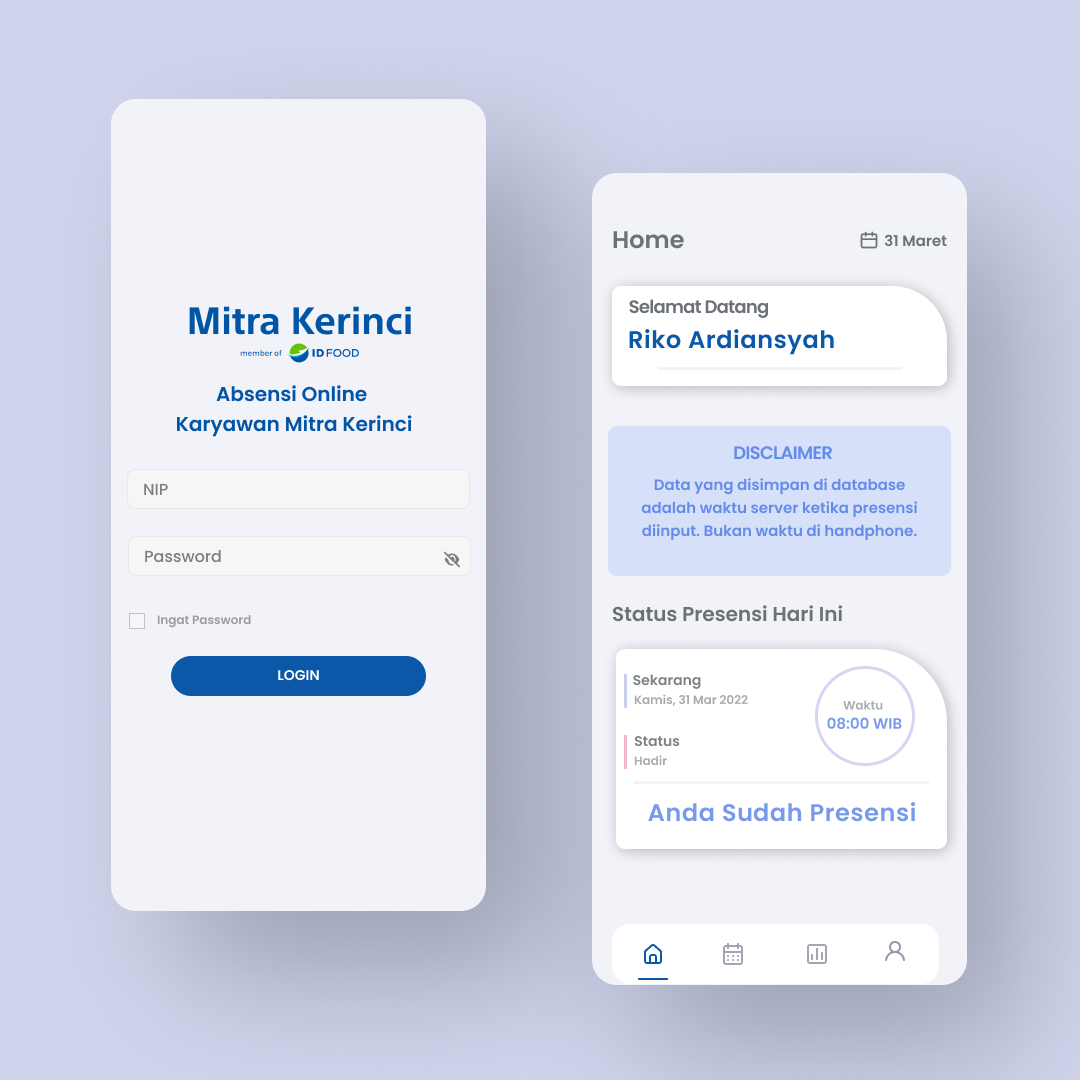 Mitra Kerinci
member of ID FOOD
Absensi Online
Karyawan Mitra Kerinci
NIP
Password
Ingat Password
LOGIN
Home
31 Maret
Selamat Datang
Riko Ardiansyah
DISCLAIMER
Data yang disimpan di database
adalah waktu server ketika presensi
diinput. Bukan waktu di handphone.
Status Presensi Hari Ini
Sekarang
Kamis, 31 Mar 2022
Waktu
08:00 WIB
Status
Hadir
Anda Sudah Presensi